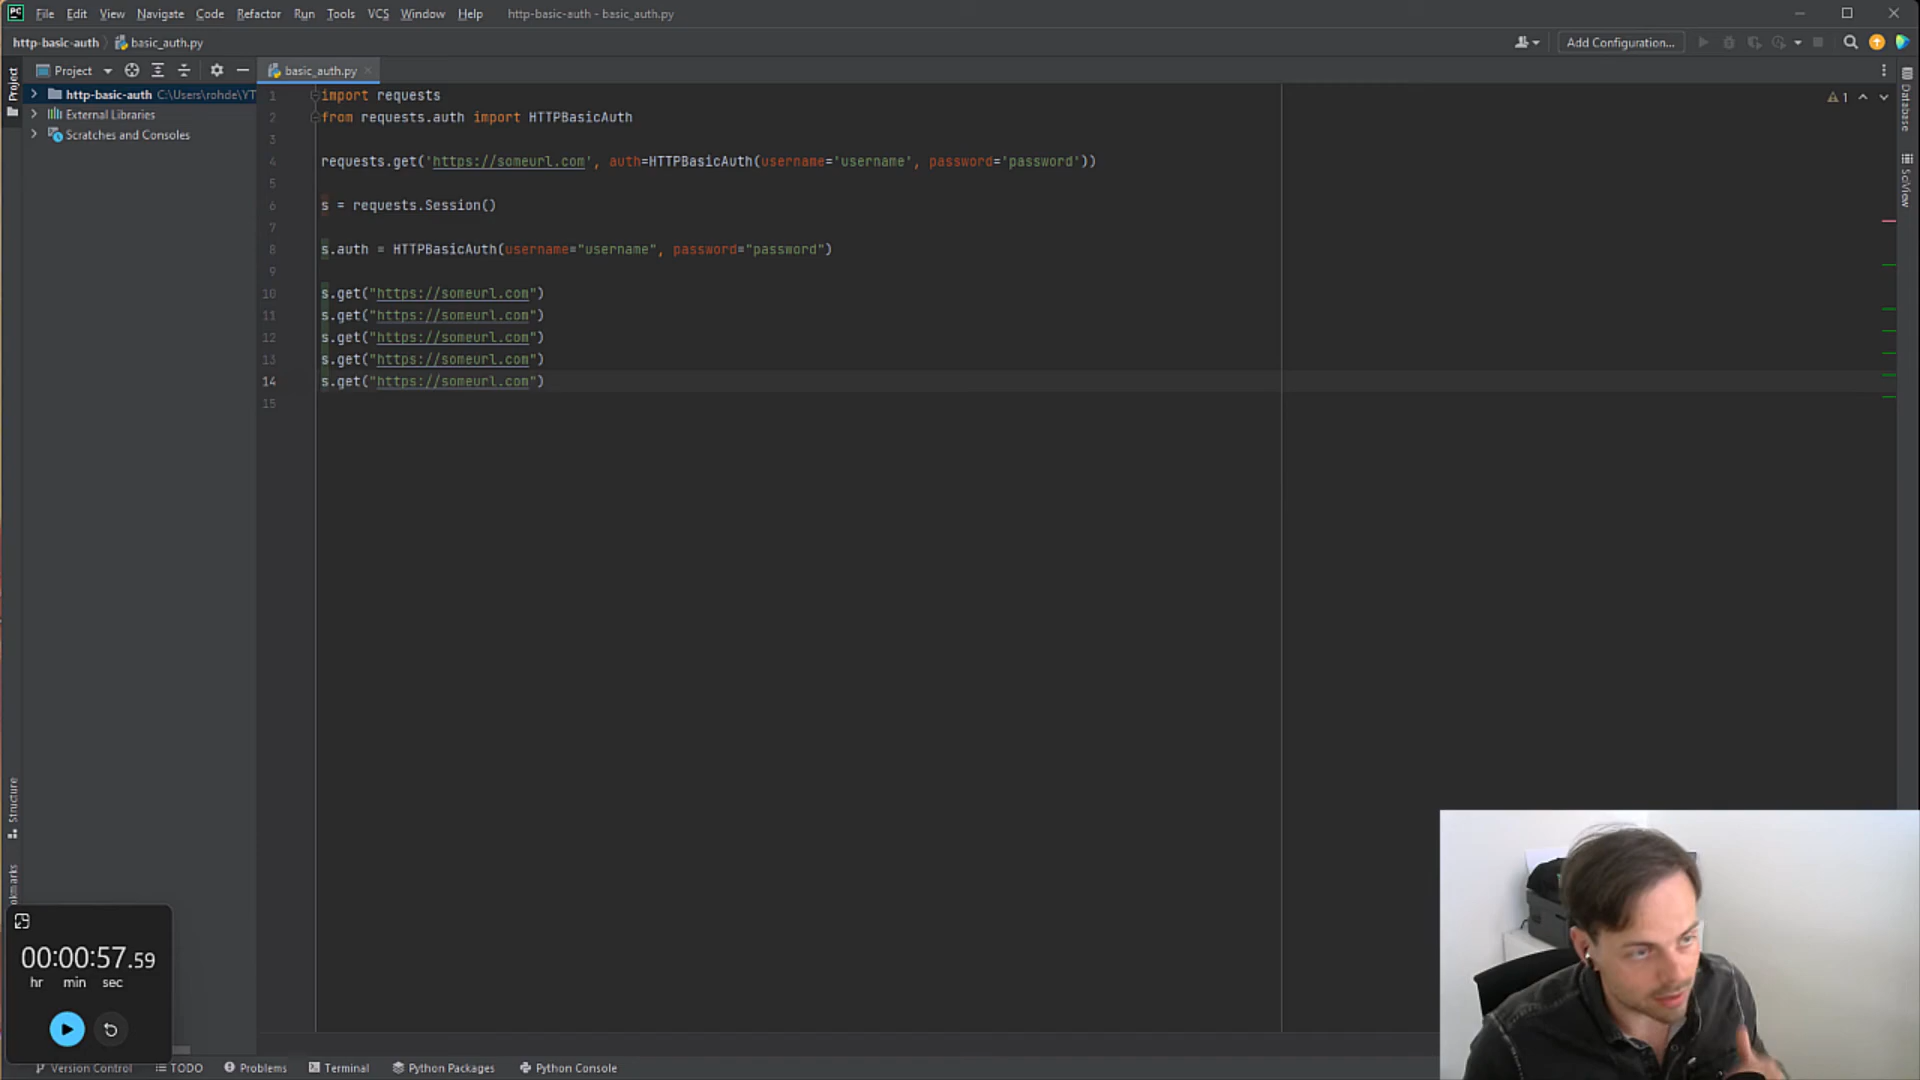 PC File Edit View Navigate Code Refactor Run Tools VCS Window Help http-basic-auth - basic_auth.py
http-basic-auth basic_auth.py Add Configuration...
Project basic_auth.py
Project
http-basic-auth C:\Users\rohde\YT
External Libraries
Scratches and Consoles
1 import requests
2 from requests.auth import HTTPBasicAuth
3
4 requests.get('https://someurl.com', auth=HTTPBasicAuth(username='username', password='password'))
5
6 s = requests.Session()
7
8 s.auth = HTTPBasicAuth(username="username", password="password")
9
10 s.get("https://someurl.com")
11 s.get("https://someurl.com")
12 s.get("https://someurl.com")
13 s.get("https://someurl.com")
14 s.get("https://someurl.com")
15
1
Database
SciView
Structure
00:00:57.59
hr min sec
Version Control TODO Problems Terminal Python Packages Python Console